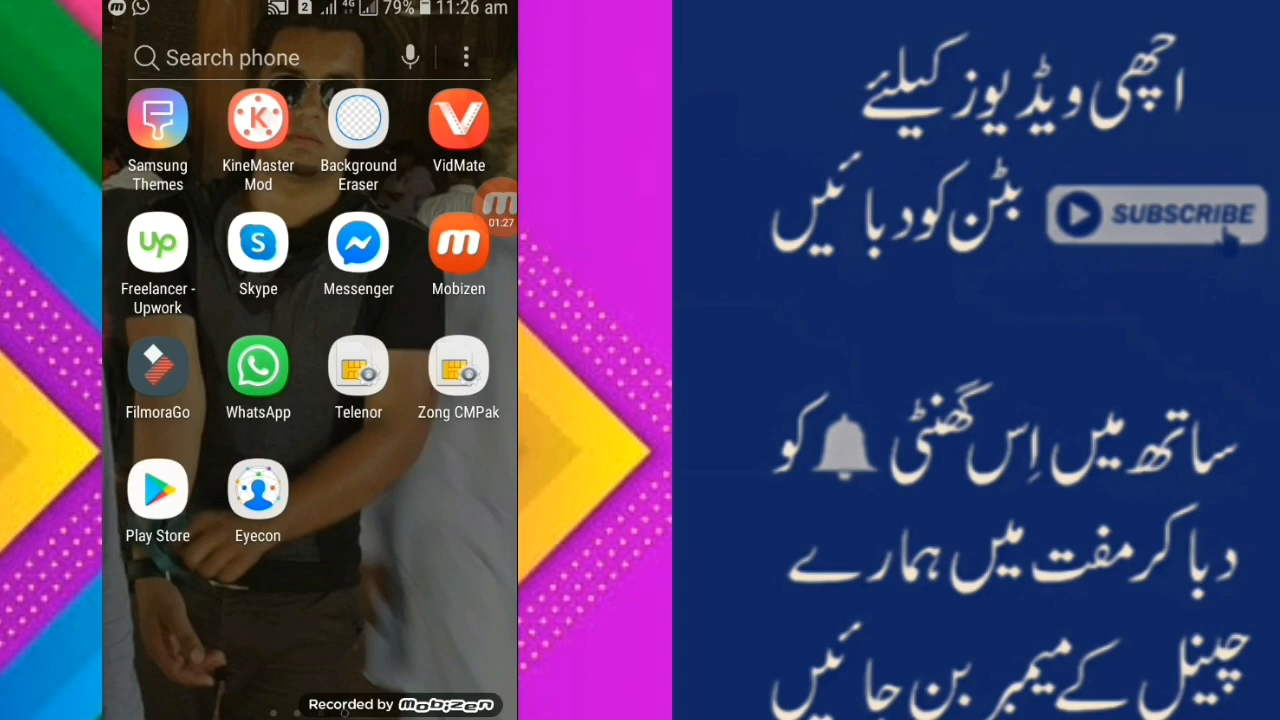 79% 11:26 am
Search phone
Samsung Themes
KineMaster Mod
Background Eraser
VidMate
01:27
Freelancer - Upwork
Skype
Messenger
Mobizen
FilmoraGo
WhatsApp
Telenor
Zong CMPak
Play Store
Eyecon
Recorded by mobizen
اچھی ویڈیوز کیلئے
بٹن کو دبائیں SUBSCRIBE
ساتھ میں اِس گھنٹی کو
دبا کر مفت میں ہمارے
چینل کے میمبر بن جائیں